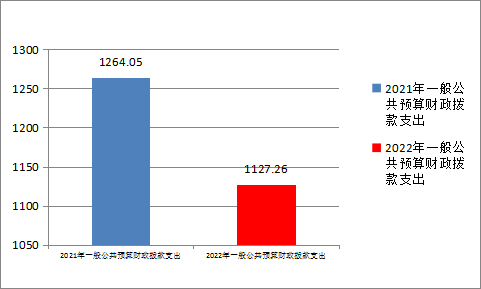 1300
1250
1200
1150
1100
1050
1264.05
1127.26
2021年一般公共预算财政拨款支出
2022年一般公共预算财政拨款支出
2021年一般公
共预算财政拨
款支出
2022年一般公
共预算财政拨
款支出